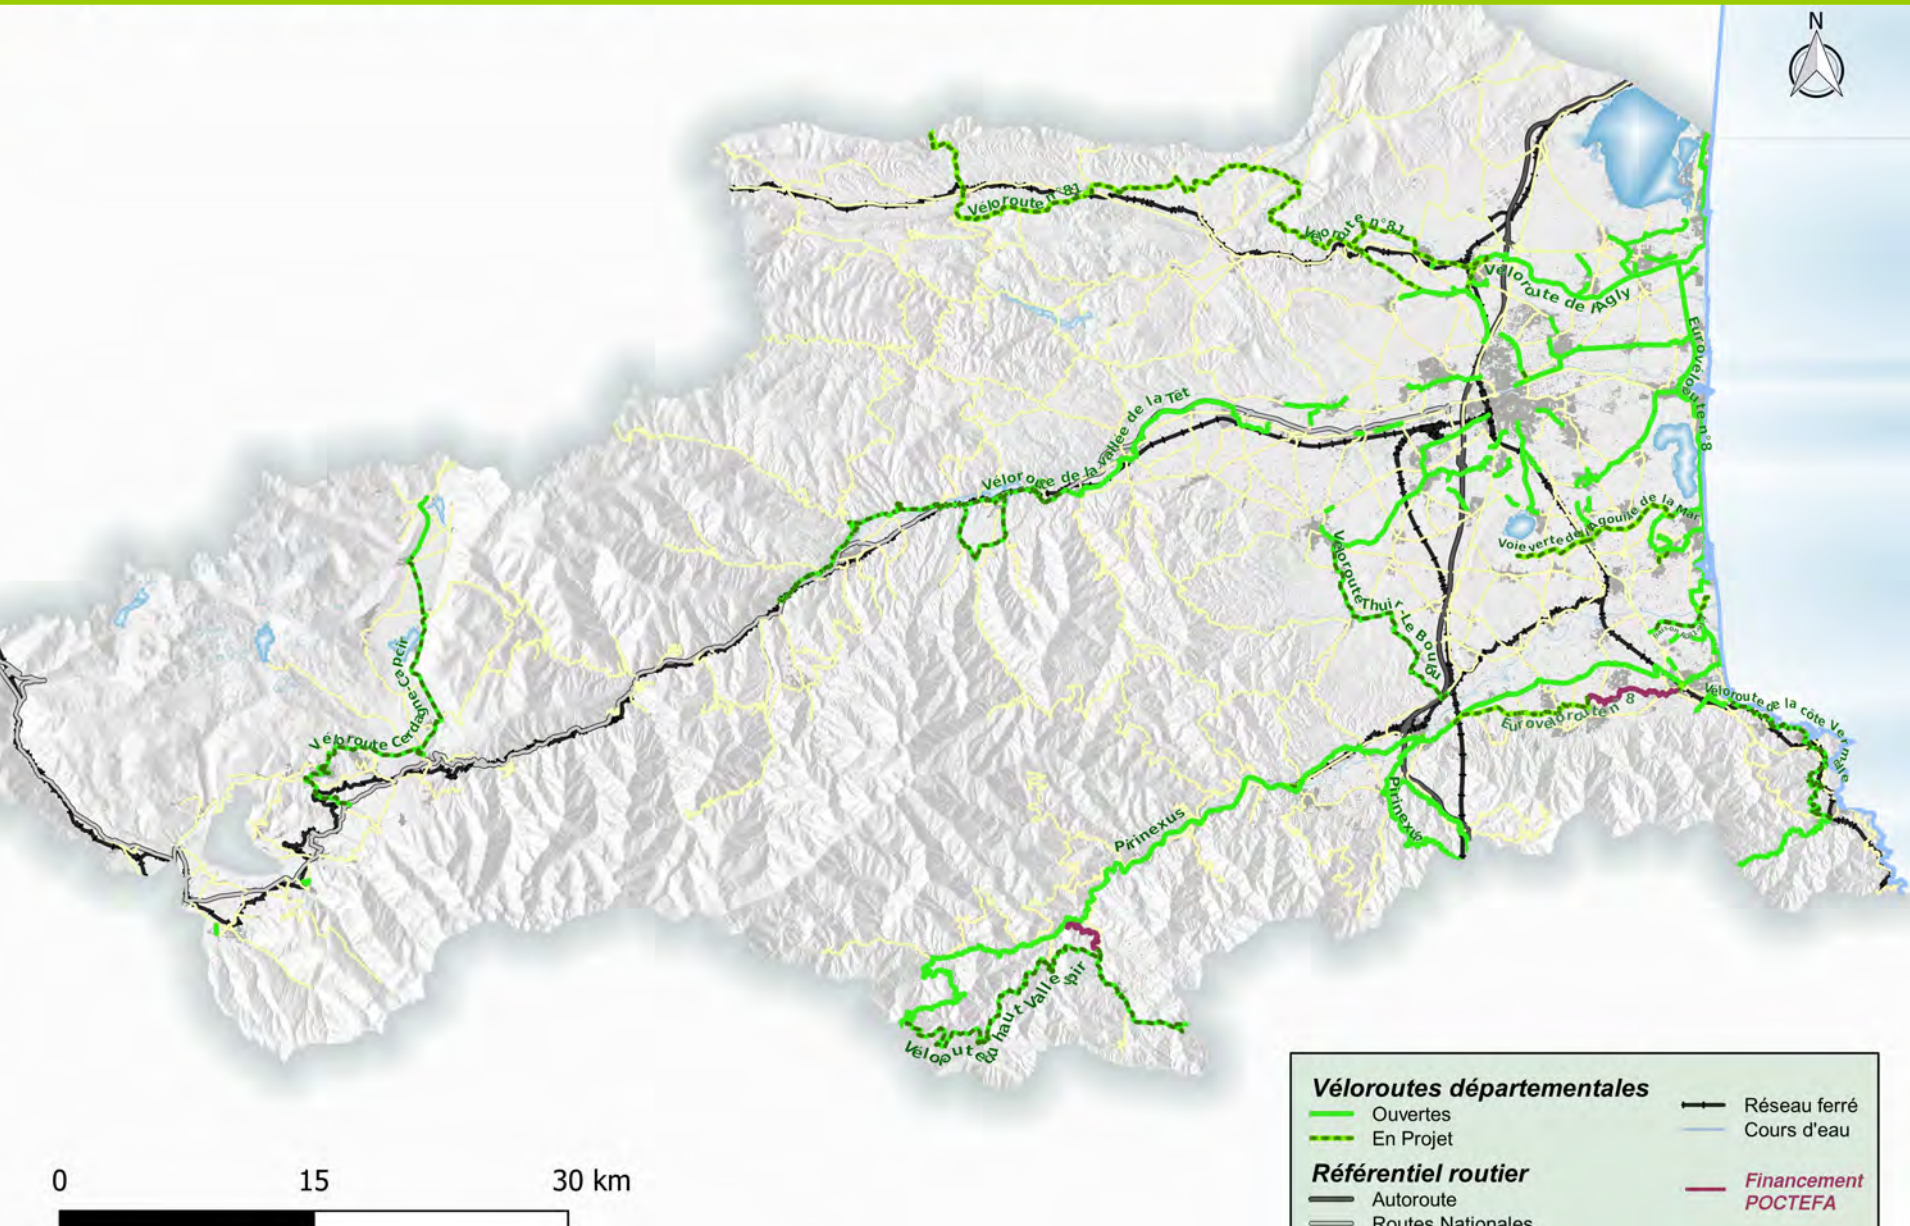 N
Véloroute n°81
Véloroute n°81
Véloroute de l'Agly
Eurovéloroute n°8
Véloroute de la vallée de la Têt
Voie verte de l'Agouille de la Mar
Véloroute Thuir-Le Boulou
Véloroute Cerdagne-Capcir
Eurovéloroute n 8
Véloroute de la côte Vermeille
Pirinexus
Pirinexus
Véloroute du haut Vallespir
0 15 30 km
Véloroutes départementales
Ouvertes
En Projet
Référentiel routier
Autoroute
Routes Nationales
Réseau ferré
Cours d'eau
Financement
POCTEFA